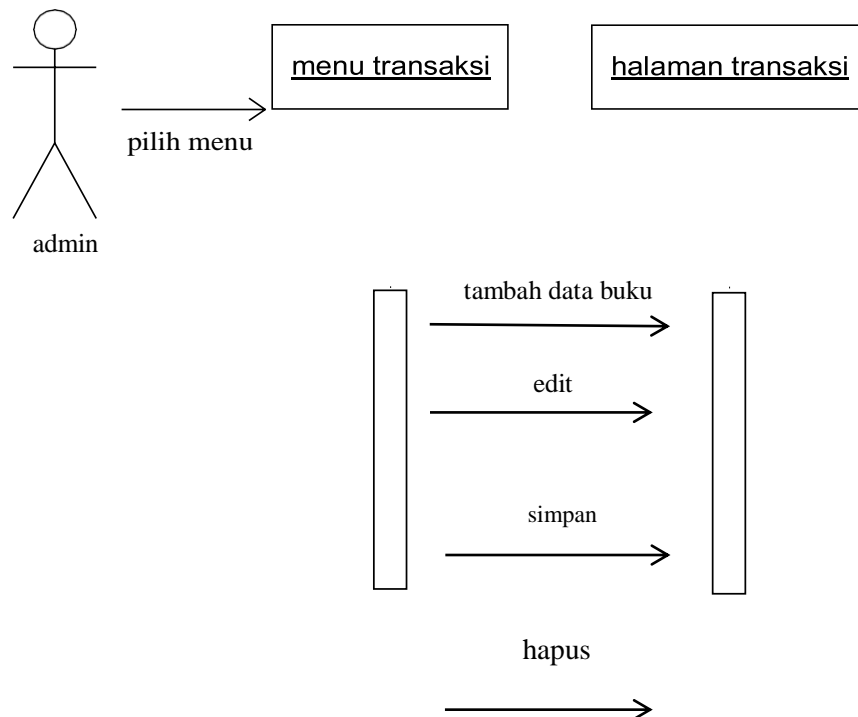 menu transaksi
halaman transaksi
pilih menu
admin
tambah data buku
edit
simpan
hapus